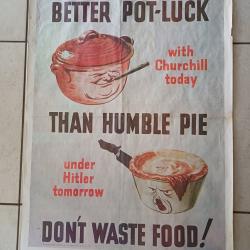 BETTER POT-LUCK
with
Churchill
today
THAN HUMBLE PIE
under
Hitler
tomorrow
DON'T WASTE FOOD!